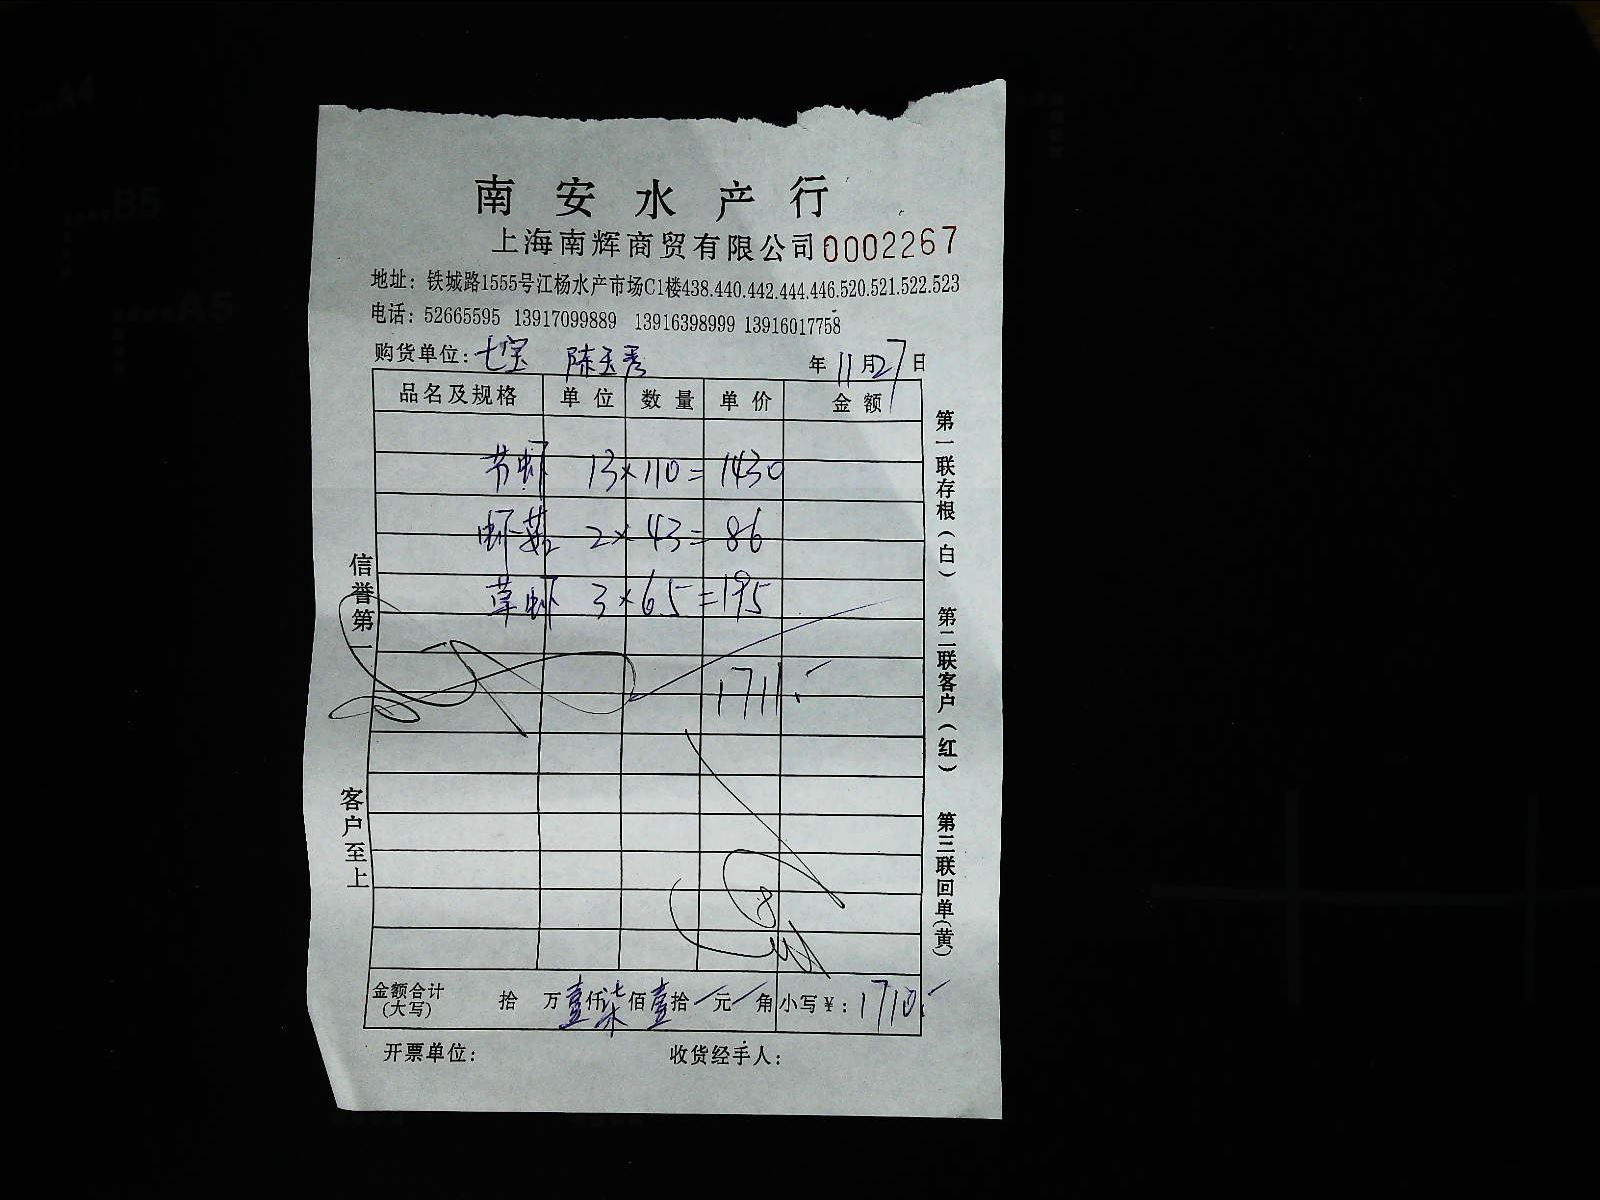 南安水产行
上海南辉商贸有限公司 0002267
地址：铁城路1555号江杨水产市场C1楼438.440.442.444.446.520.521.522.523
电话：52665595 13917099889 13916398999 13916017758
购货单位：七宝 陈玉秀 年11月27日
品名及规格 单位 数量 单价 金额
节虾 13×110=1430
虾菇 2×43=86
草虾 3×65=195
1711.-
金额合计(大写) 拾 万壹仟柒佰壹拾 元 角 小写￥：1710.-
开票单位： 收货经手人：
信誉第一
客户至上
第一联存根(白) 第二联客户(红) 第三联回单(黄)